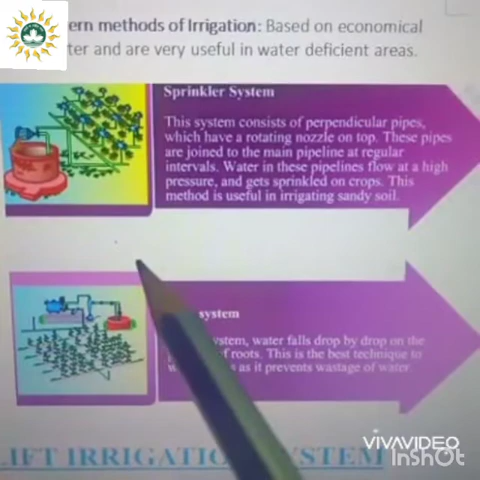 ern methods of Irrigation: Based on economical
ter and are very useful in water deficient areas.
Sprinkler System
This system consists of perpendicular pipes,
which have a rotating nozzle on top. These pipes
are joined to the main pipeline at regular
intervals. Water in these pipelines flow at a high
pressure, and gets sprinkled on crops. This
method is useful in irrigating sandy soil.
system
ystem, water falls drop by drop on the
of roots. This is the best technique to
as it prevents wastage of water
IFT IRRIGATIO SYSTEM
VIVAVIDEO
InShOt